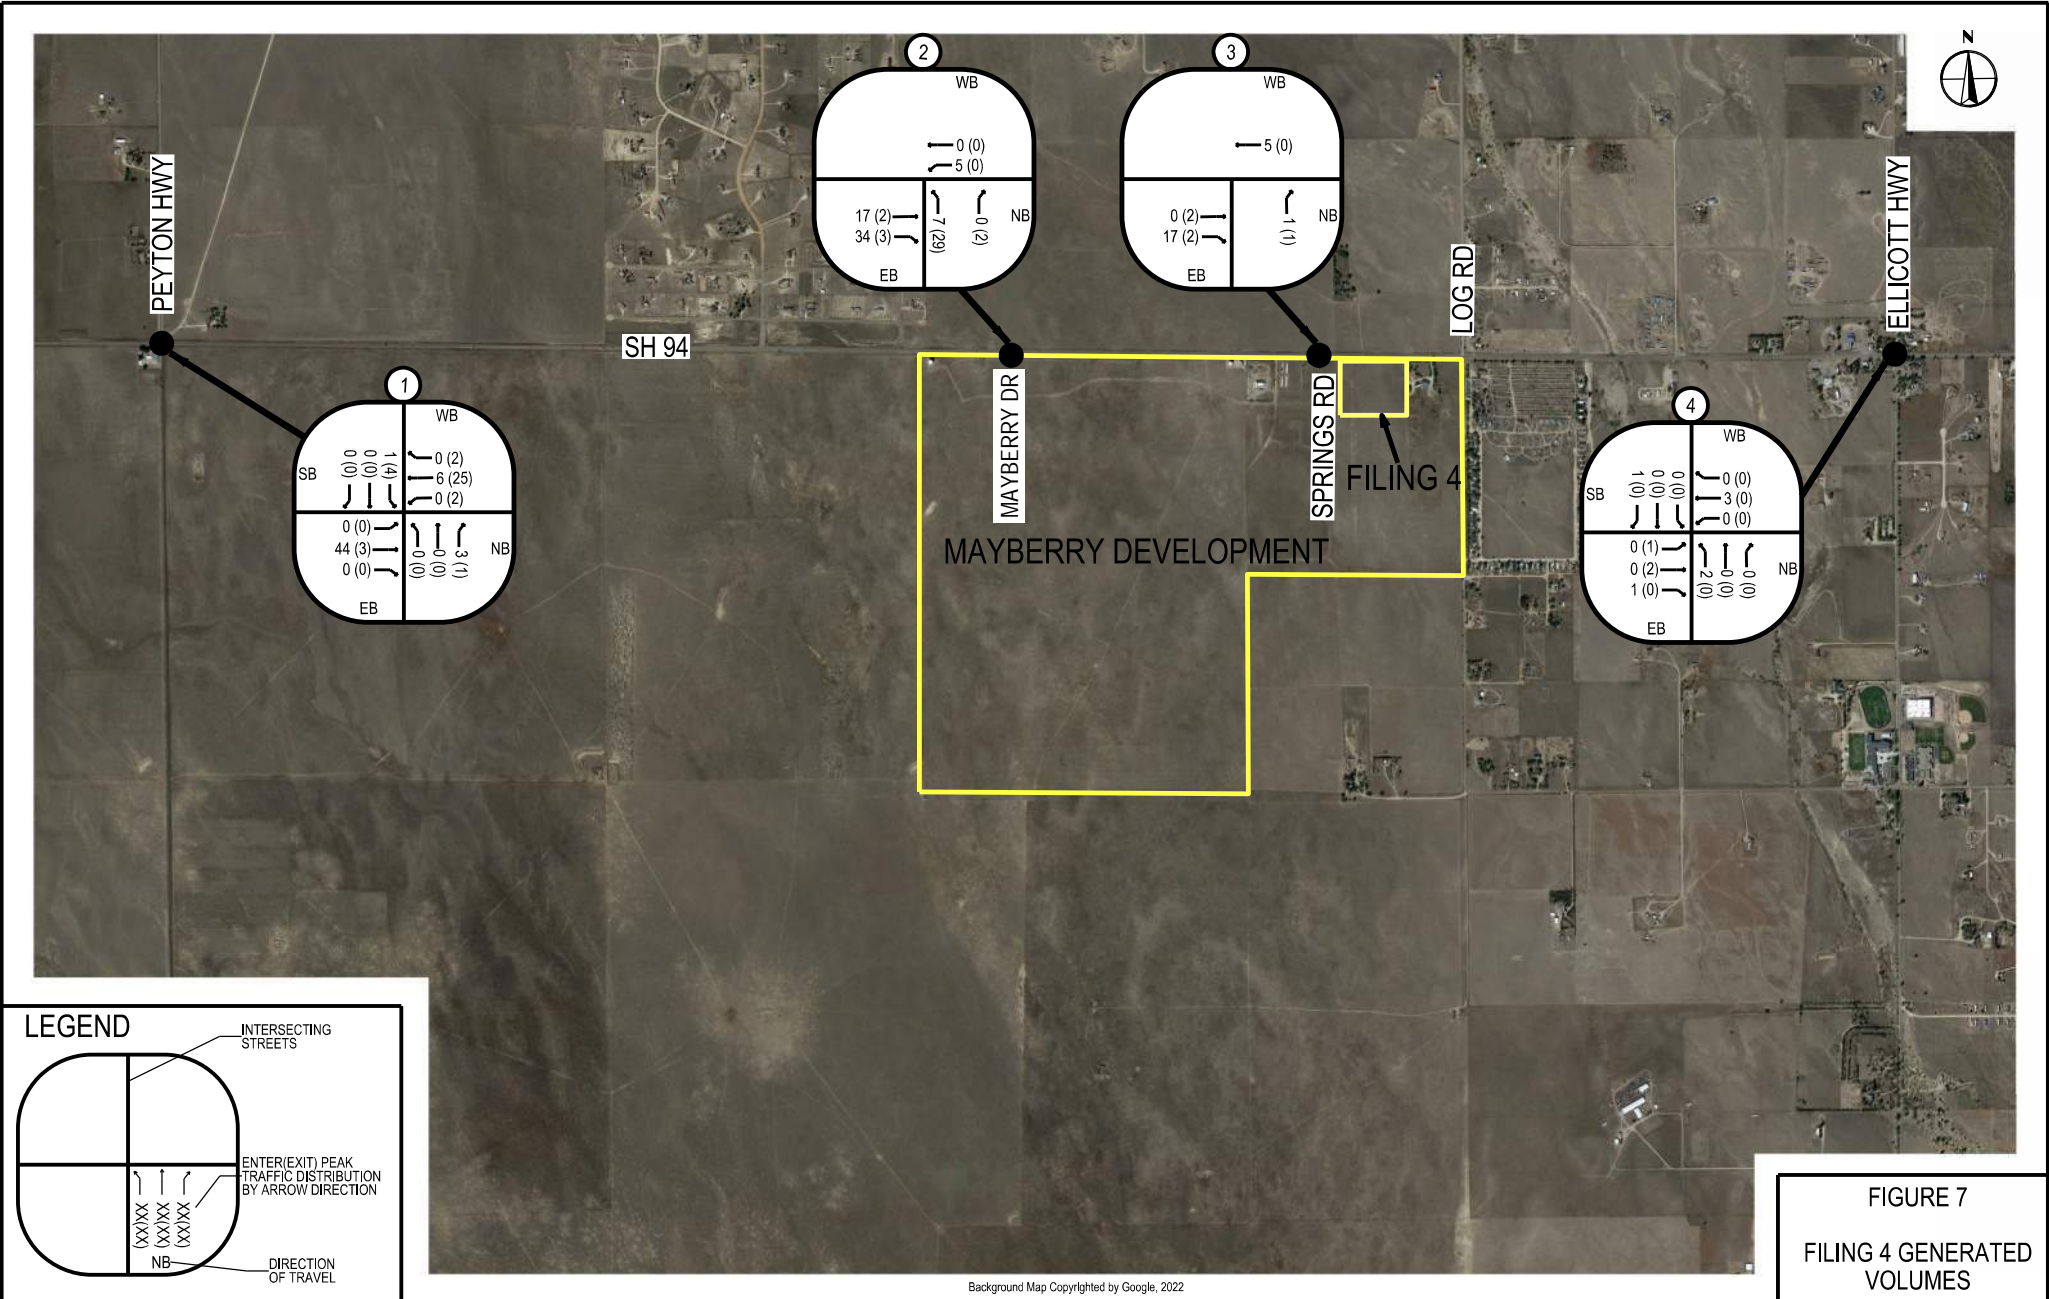 N
2
WB
0 (0)
5 (0)
17 (2)
34 (3)
7 (29)
0 (2)
NB
EB
3
WB
5 (0)
0 (2)
17 (2)
1 (1)
NB
EB
PEYTON HWY
SH 94
MAYBERRY DR
SPRINGS RD
LOG RD
ELLICOTT HWY
FILING 4
MAYBERRY DEVELOPMENT
1
WB
SB
0 (0)
0 (0)
1 (4)
0 (2)
6 (25)
0 (2)
0 (0)
44 (3)
0 (0)
0 (0)
0 (0)
3 (1)
NB
EB
4
WB
SB
1 (0)
0 (0)
0 (0)
0 (0)
3 (0)
0 (0)
0 (1)
0 (2)
1 (0)
2 (0)
0 (0)
0 (0)
NB
EB
LEGEND
INTERSECTING
STREETS
ENTER(EXIT) PEAK
TRAFFIC DISTRIBUTION
BY ARROW DIRECTION
XX(XX)
XX(XX)
XX(XX)
NB
DIRECTION
OF TRAVEL
Background Map Copyrighted by Google, 2022
FIGURE 7
FILING 4 GENERATED
VOLUMES